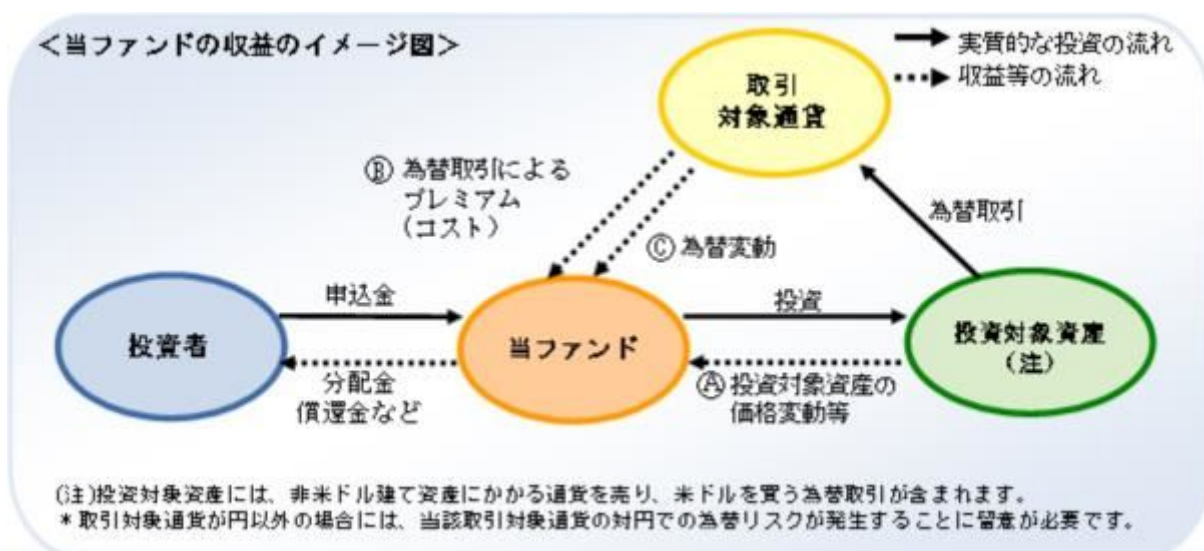 ＜当ファンドの収益のイメージ図＞
実質的な投資の流れ
収益等の流れ
取引
対象通貨
Ⓑ 為替取引による
プレミアム
（コスト）
Ⓒ 為替変動
為替取引
投資者
申込金
分配金
償還金など
当ファンド
投資
Ⓐ 投資対象資産の
価格変動等
投資対象資産
（注）
(注)投資対象資産には、非米ドル建て資産にかかる通貨を売り、米ドルを買う為替取引が含まれます。
＊取引対象通貨が円以外の場合には、当該取引対象通貨の対円での為替リスクが発生することに留意が必要です。